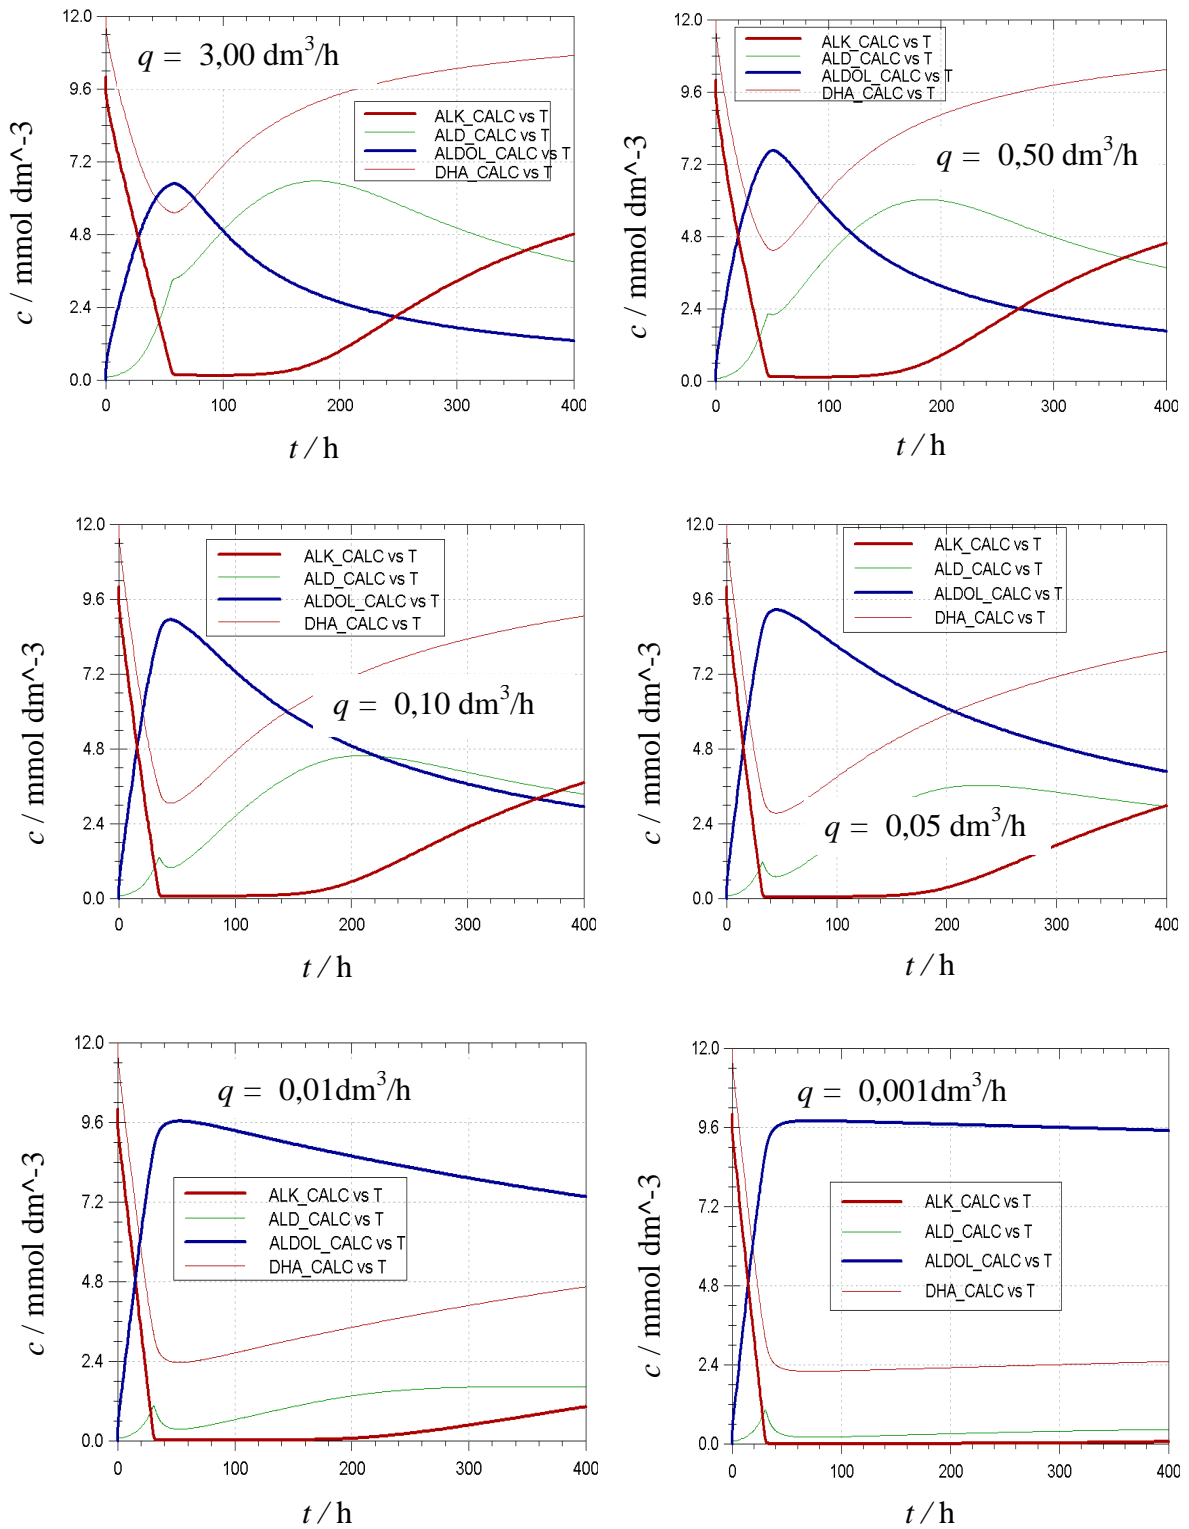 q = 3,00 dm³/h
ALK_CALC vs T
ALD_CALC vs T
ALDOL_CALC vs T
DHA_CALC vs T
12.0
9.6
7.2
4.8
2.4
0.0
0 100 200 300 400
c / mmol dm^-3
t / h
ALK_CALC vs T
ALD_CALC vs T
ALDOL_CALC vs T
DHA_CALC vs T
q = 0,50 dm³/h
12.0
9.6
7.2
4.8
2.4
0.0
0 100 200 300 400
c / mmol dm^-3
t / h
ALK_CALC vs T
ALD_CALC vs T
ALDOL_CALC vs T
DHA_CALC vs T
q = 0,10 dm³/h
12.0
9.6
7.2
4.8
2.4
0.0
0 100 200 300 400
c / mmol dm^-3
t / h
ALK_CALC vs T
ALD_CALC vs T
ALDOL_CALC vs T
DHA_CALC vs T
q = 0,05 dm³/h
12.0
9.6
7.2
4.8
2.4
0.0
0 100 200 300 400
c / mmol dm^-3
t / h
q = 0,01dm³/h
ALK_CALC vs T
ALD_CALC vs T
ALDOL_CALC vs T
DHA_CALC vs T
12.0
9.6
7.2
4.8
2.4
0.0
0 100 200 300 400
c / mmol dm^-3
t / h
q = 0,001dm³/h
ALK_CALC vs T
ALD_CALC vs T
ALDOL_CALC vs T
DHA_CALC vs T
12.0
9.6
7.2
4.8
2.4
0.0
0 100 200 300 400
c / mmol dm^-3
t / h